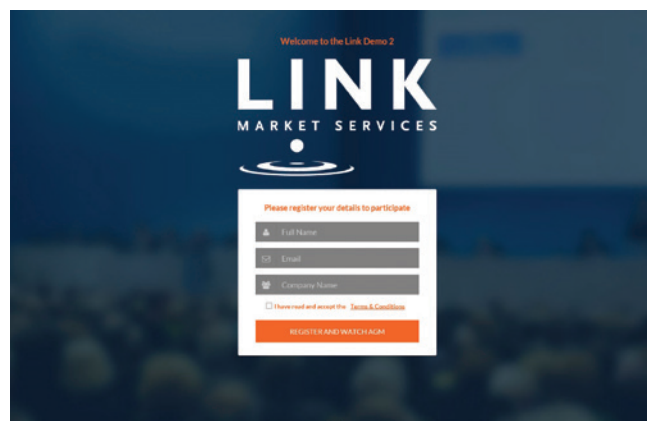 Welcome to the Link Demo 2
LINK
MARKET SERVICES
Please register your details to participate
Full Name
Email
Company Name
I have read and accept the Terms & Conditions
REGISTER AND WATCH AGM